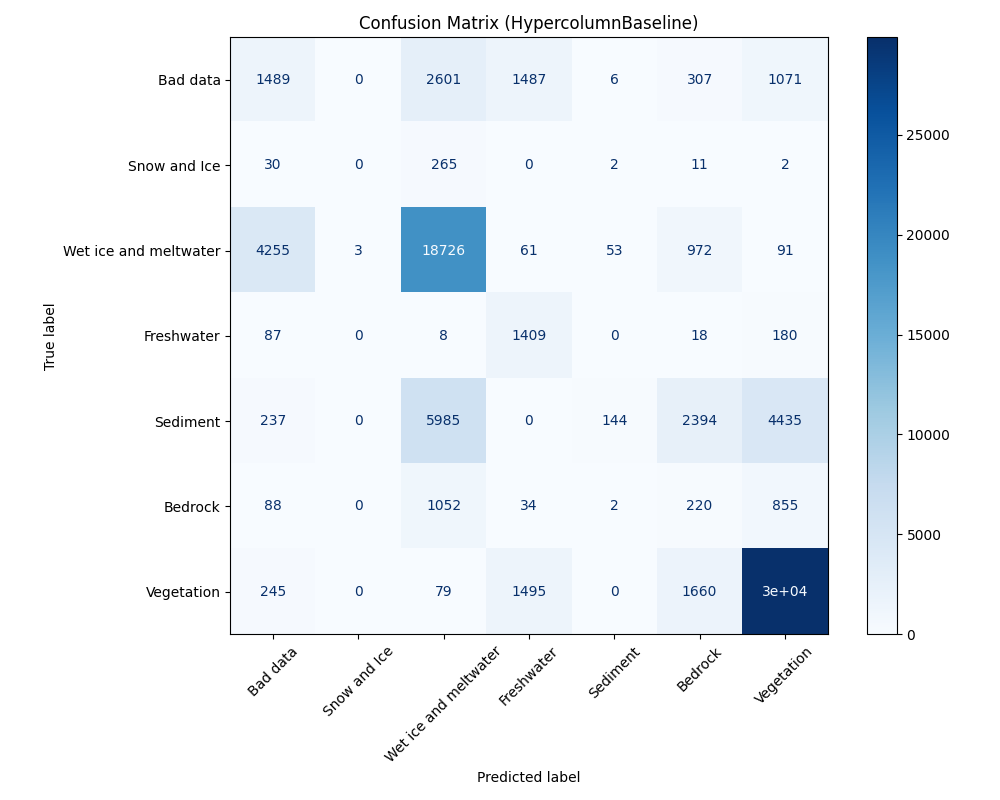 Confusion Matrix (HypercolumnBaseline)
Bad data 1489 0 2601 1487 6 307 1071
Snow and Ice 30 0 265 0 2 11 2
Wet ice and meltwater 4255 3 18726 61 53 972 91
Freshwater 87 0 8 1409 0 18 180
Sediment 237 0 5985 0 144 2394 4435
Bedrock 88 0 1052 34 2 220 855
Vegetation 245 0 79 1495 0 1660 3e+04
True label
Bad data
Snow and Ice
Wet ice and meltwater
Freshwater
Sediment
Bedrock
Vegetation
Predicted label
25000
20000
15000
10000
5000
0